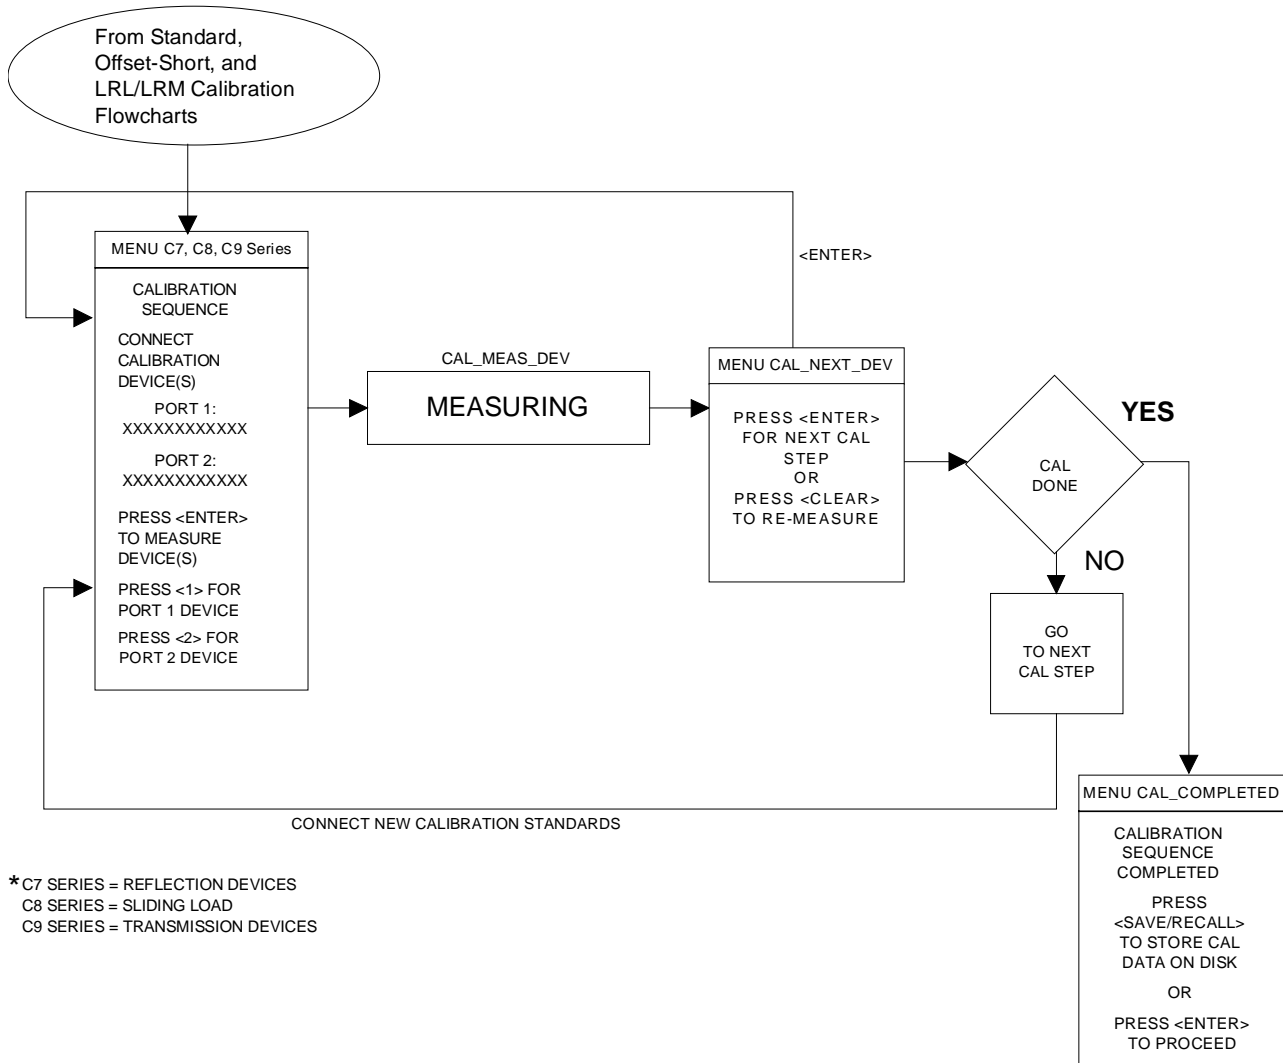 From Standard,
Offset-Short, and
LRL/LRM Calibration
Flowcharts
MENU C7, C8, C9 Series
CALIBRATION
SEQUENCE
CONNECT
CALIBRATION
DEVICE(S)
PORT 1:
XXXXXXXXXXXX
PORT 2:
XXXXXXXXXXXX
PRESS <ENTER>
TO MEASURE
DEVICE(S)
PRESS <1> FOR
PORT 1 DEVICE
PRESS <2> FOR
PORT 2 DEVICE
CAL_MEAS_DEV
MEASURING
<ENTER>
MENU CAL_NEXT_DEV
PRESS <ENTER>
FOR NEXT CAL
STEP
OR
PRESS <CLEAR>
TO RE-MEASURE
CAL
DONE
YES
NO
GO
TO NEXT
CAL STEP
CONNECT NEW CALIBRATION STANDARDS
MENU CAL_COMPLETED
CALIBRATION
SEQUENCE
COMPLETED
PRESS
<SAVE/RECALL>
TO STORE CAL
DATA ON DISK
OR
PRESS <ENTER>
TO PROCEED
*C7 SERIES = REFLECTION DEVICES
C8 SERIES = SLIDING LOAD
C9 SERIES = TRANSMISSION DEVICES